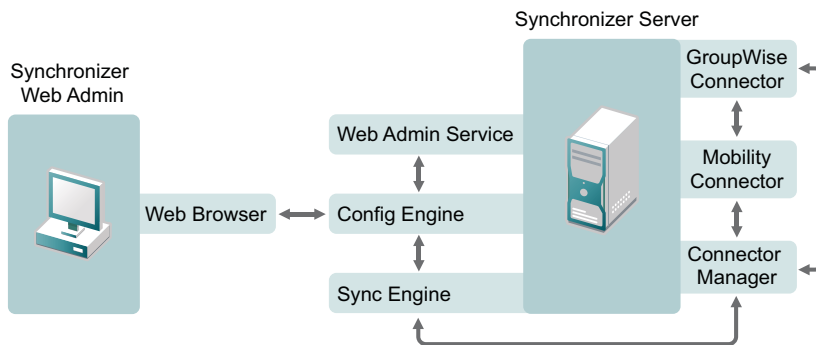 Synchronizer Server
Synchronizer
Web Admin
GroupWise
Connector
Web Admin Service
Mobility
Connector
Web Browser
Config Engine
Connector
Manager
Sync Engine